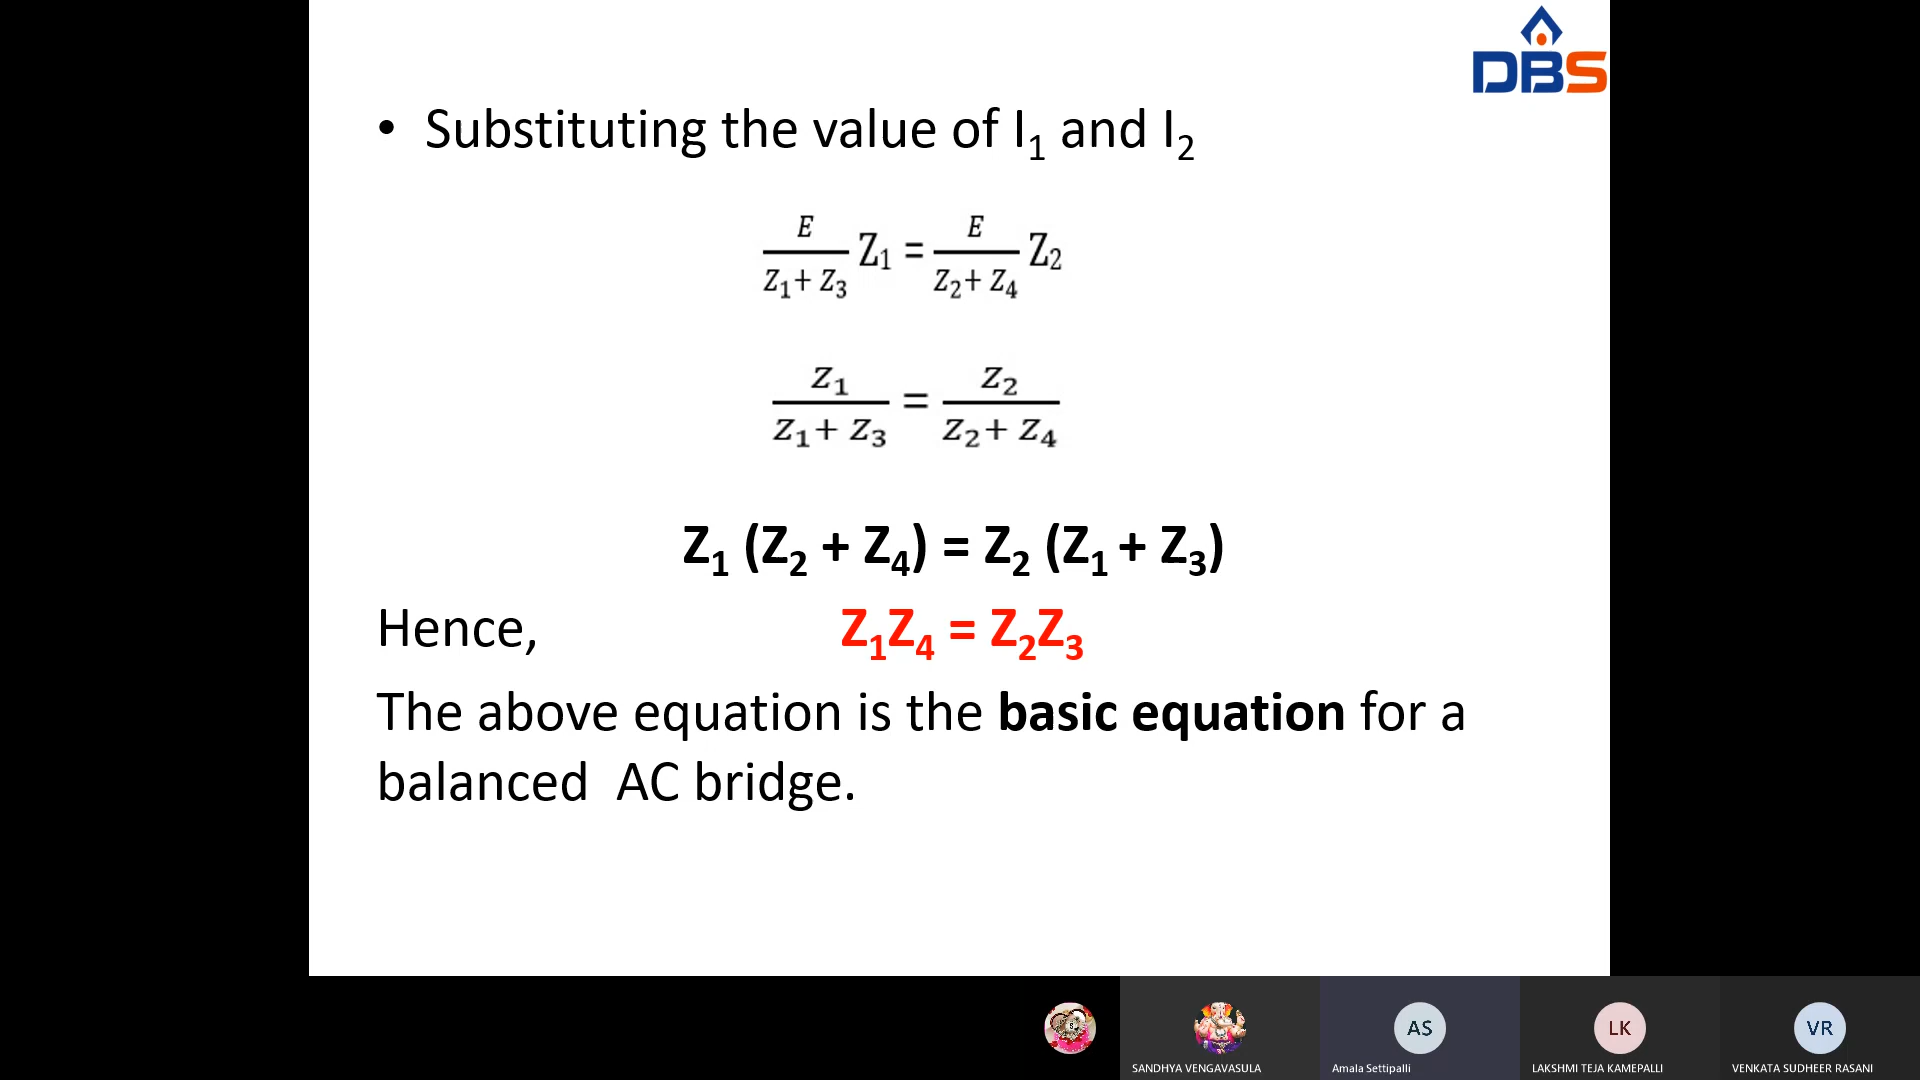 DBS
• Substituting the value of I₁ and I₂
E/(Z₁+ Z₃) Z₁ = E/(Z₂+ Z₄) Z₂
Z₁/(Z₁+ Z₃) = Z₂/(Z₂+ Z₄)
Z₁ (Z₂ + Z₄) = Z₂ (Z₁ + Z₃)
Hence, Z₁Z₄ = Z₂Z₃
The above equation is the basic equation for a
balanced AC bridge.
AS LK VR
SANDHYA VENGAVASULA Amala Settipalli LAKSHMI TEJA KAMEPALLI VENKATA SUDHEER RASANI